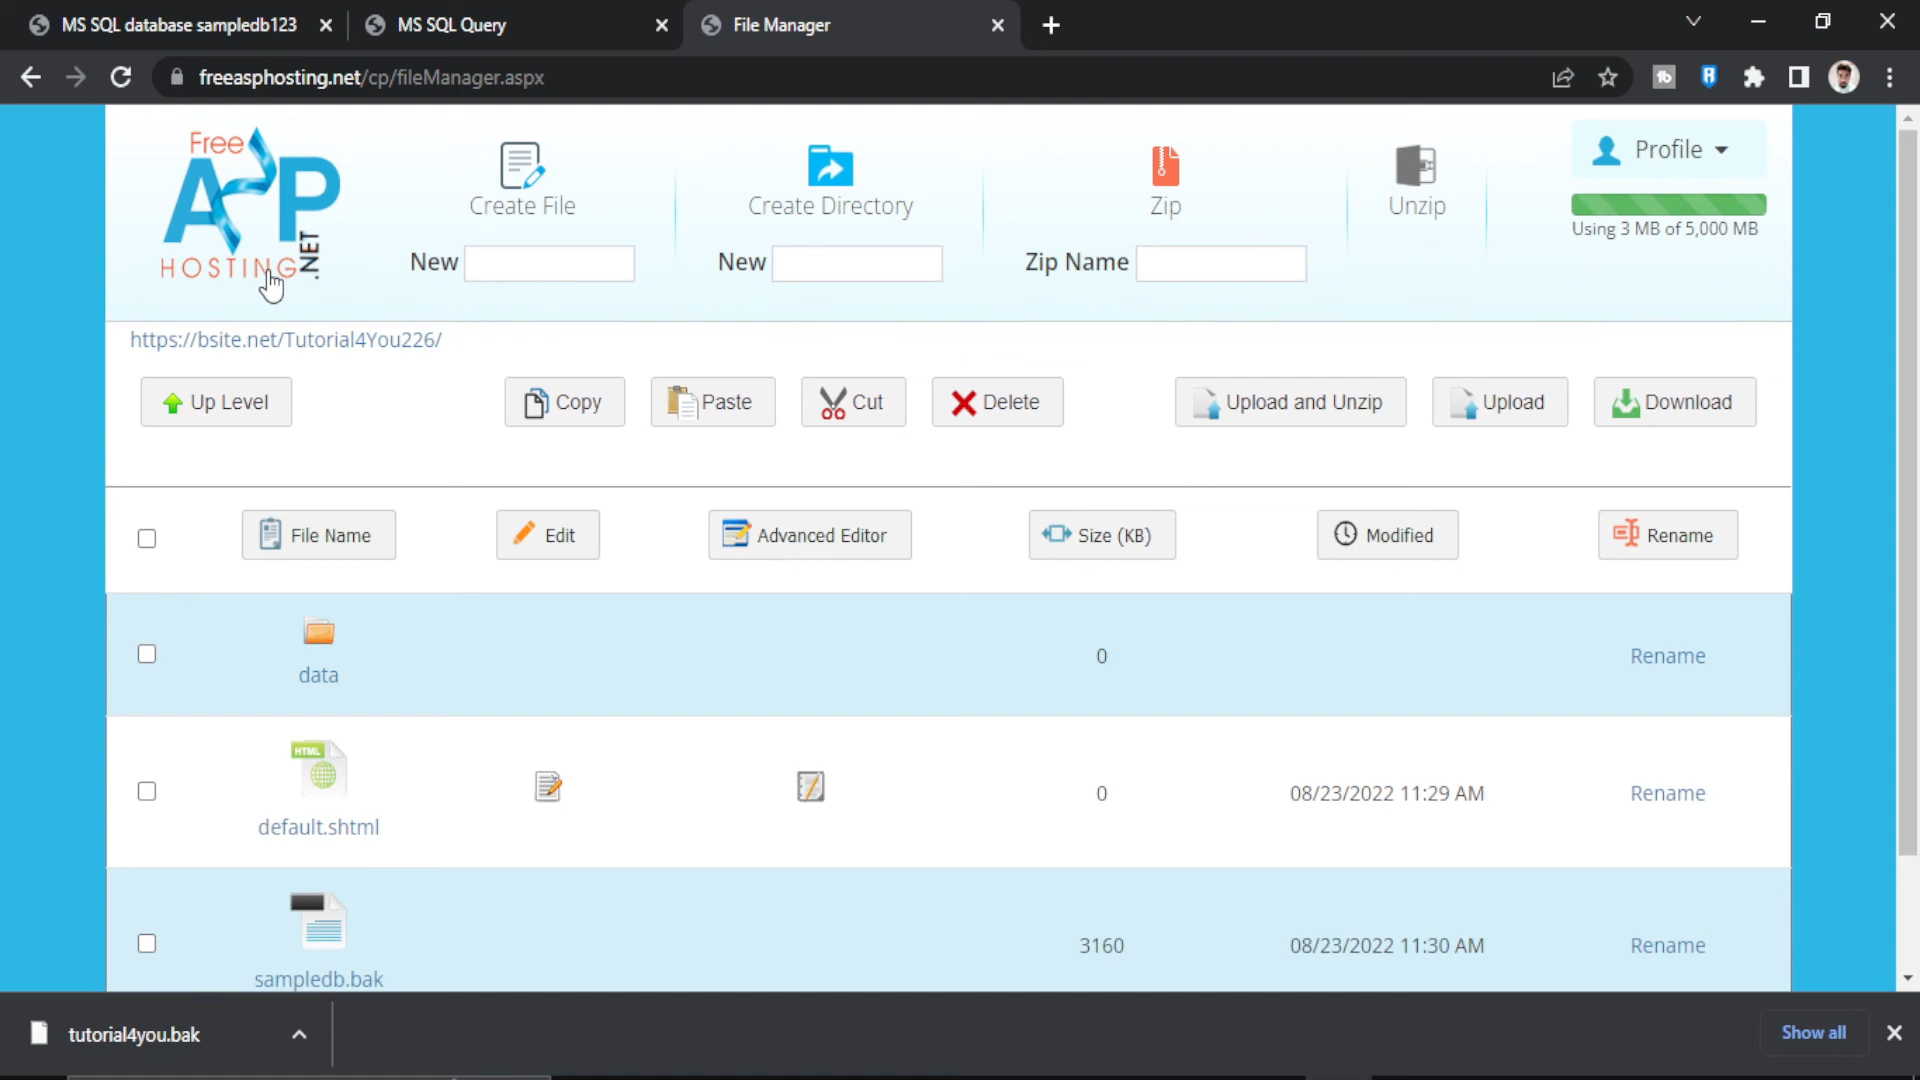 MS SQL database sampledb123
MS SQL Query
File Manager
freeasphosting.net/cp/fileManager.aspx
Free
ASP
HOSTING
.NET
Create File
Create Directory
Zip
Unzip
Profile
Using 3 MB of 5,000 MB
New
New
Zip Name
https://bsite.net/Tutorial4You226/
Up Level
Copy
Paste
Cut
Delete
Upload and Unzip
Upload
Download
File Name
Edit
Advanced Editor
Size (KB)
Modified
Rename
data
0
Rename
HTML
default.shtml
0
08/23/2022 11:29 AM
Rename
sampledb.bak
3160
08/23/2022 11:30 AM
Rename
tutorial4you.bak
Show all